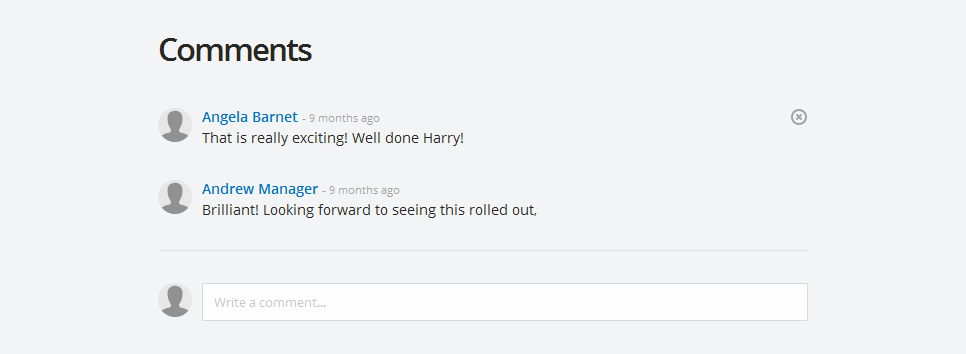 Comments
Angela Barnet - 9 months ago
That is really exciting! Well done Harry!
Andrew Manager - 9 months ago
Brilliant! Looking forward to seeing this rolled out,
Write a comment...